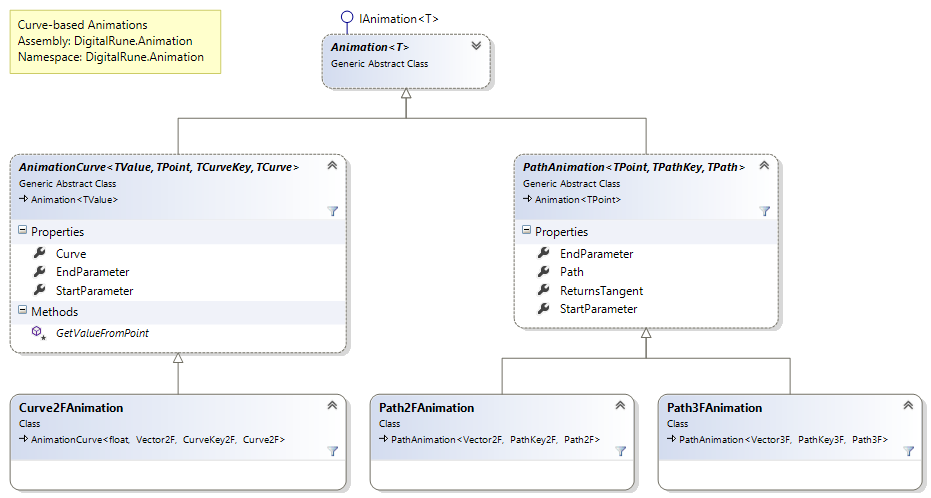 Curve-based Animations
Assembly: DigitalRune.Animation
Namespace: DigitalRune.Animation
IAnimation<T>
Animation<T>
Generic Abstract Class
AnimationCurve<TValue, TPoint, TCurveKey, TCurve>
Generic Abstract Class
Animation<TValue>
Properties
Curve
EndParameter
StartParameter
Methods
GetValueFromPoint
PathAnimation<TPoint, TPathKey, TPath>
Generic Abstract Class
Animation<TPoint>
Properties
EndParameter
Path
ReturnsTangent
StartParameter
Curve2FAnimation
Class
AnimationCurve<float, Vector2F, CurveKey2F, Curve2F>
Path2FAnimation
Class
PathAnimation<Vector2F, PathKey2F, Path2F>
Path3FAnimation
Class
PathAnimation<Vector3F, PathKey3F, Path3F>